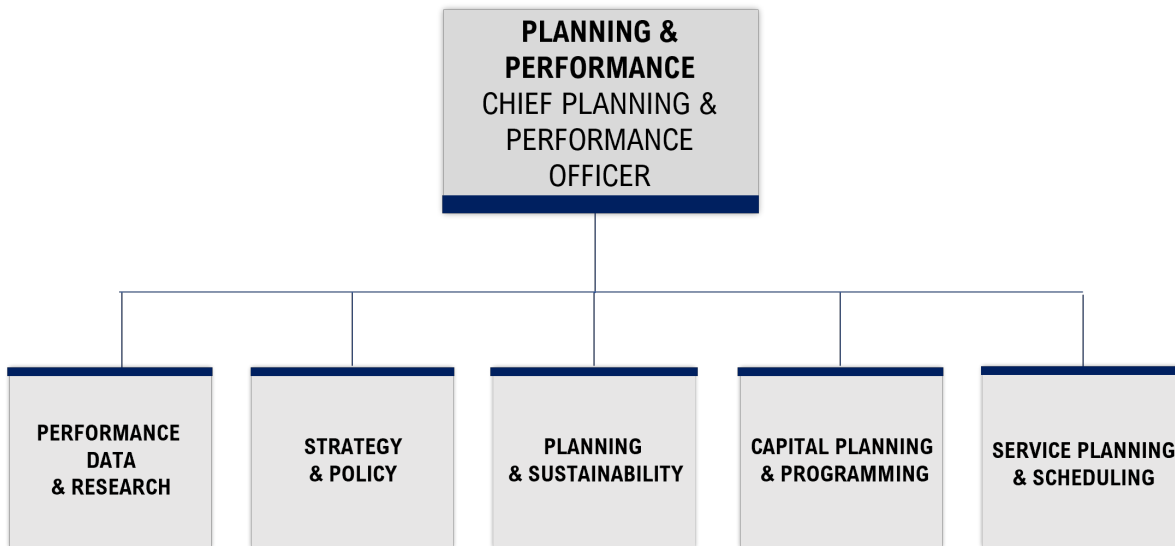 PLANNING &
PERFORMANCE
CHIEF PLANNING &
PERFORMANCE
OFFICER
PERFORMANCE
DATA
& RESEARCH
STRATEGY
& POLICY
PLANNING
& SUSTAINABILITY
CAPITAL PLANNING
& PROGRAMMING
SERVICE PLANNING
& SCHEDULING